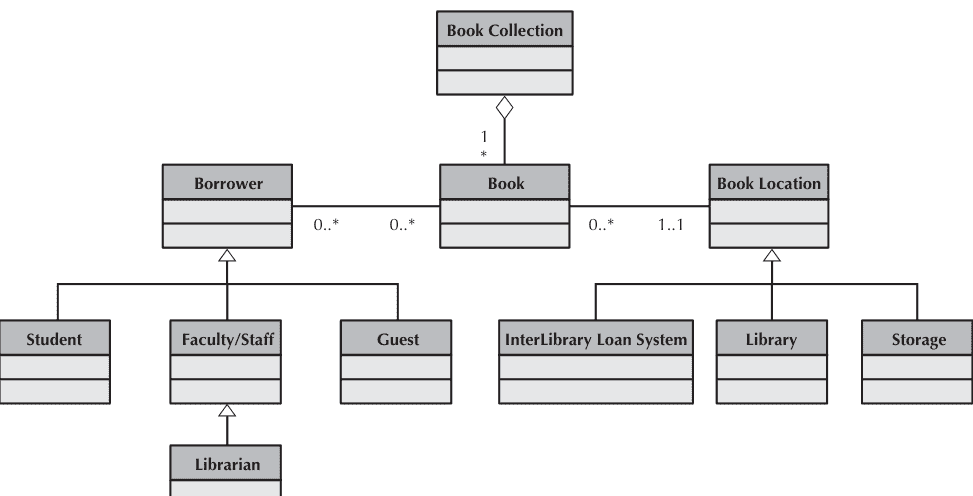 Book Collection
1
*
Borrower
Book
Book Location
0..*
0..*
0..*
1..1
Student
Faculty/Staff
Guest
InterLibrary Loan System
Library
Storage
Librarian